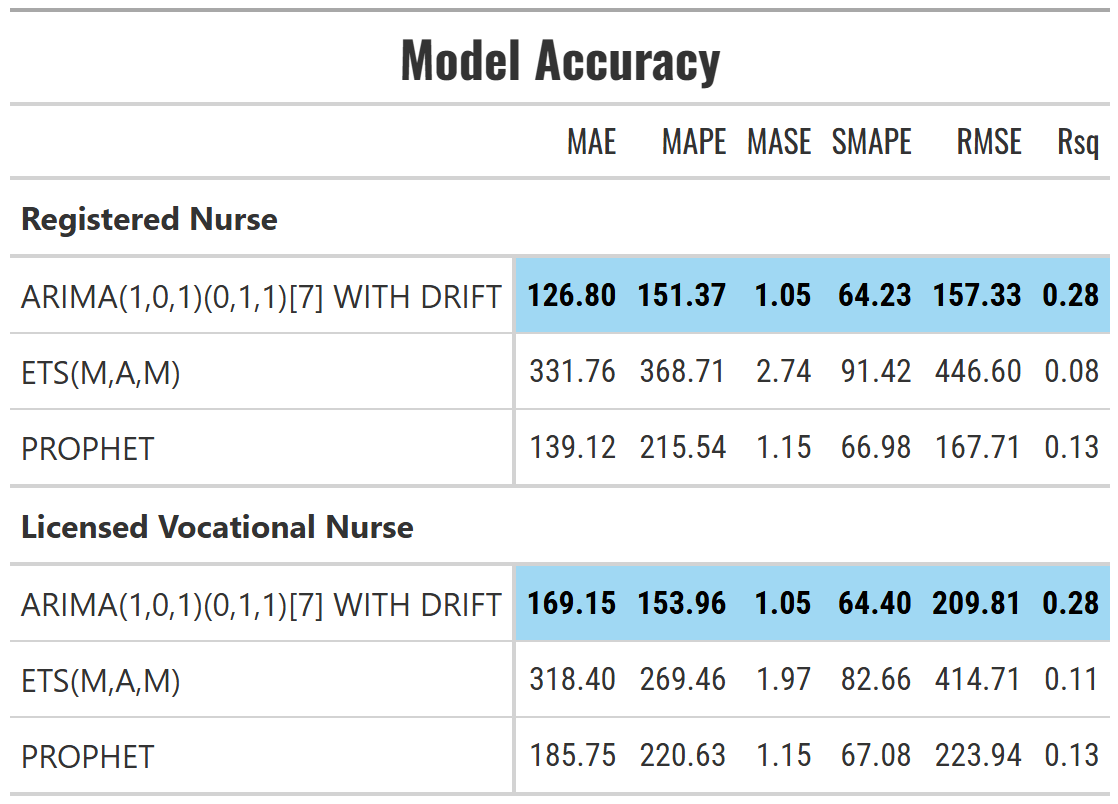 Model Accuracy
MAE MAPE MASE SMAPE RMSE Rsq
Registered Nurse
ARIMA(1,0,1)(0,1,1)[7] WITH DRIFT 126.80 151.37 1.05 64.23 157.33 0.28
ETS(M,A,M) 331.76 368.71 2.74 91.42 446.60 0.08
PROPHET 139.12 215.54 1.15 66.98 167.71 0.13
Licensed Vocational Nurse
ARIMA(1,0,1)(0,1,1)[7] WITH DRIFT 169.15 153.96 1.05 64.40 209.81 0.28
ETS(M,A,M) 318.40 269.46 1.97 82.66 414.71 0.11
PROPHET 185.75 220.63 1.15 67.08 223.94 0.13